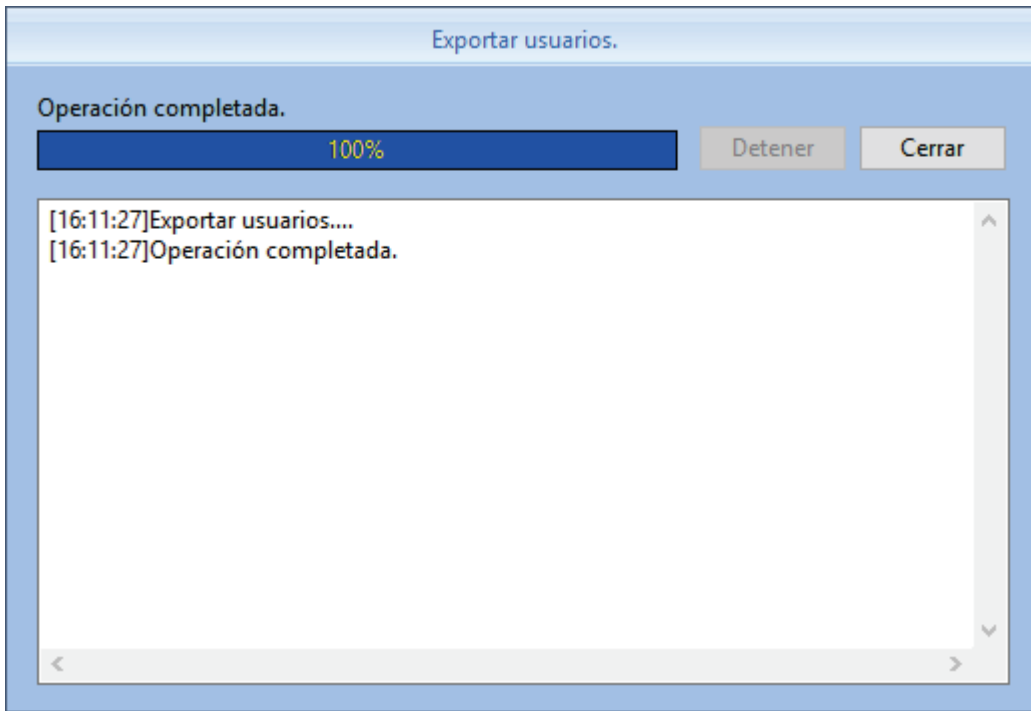 Exportar usuarios.
Operación completada.
100%
Detener
Cerrar
[16:11:27]Exportar usuarios....
[16:11:27]Operación completada.